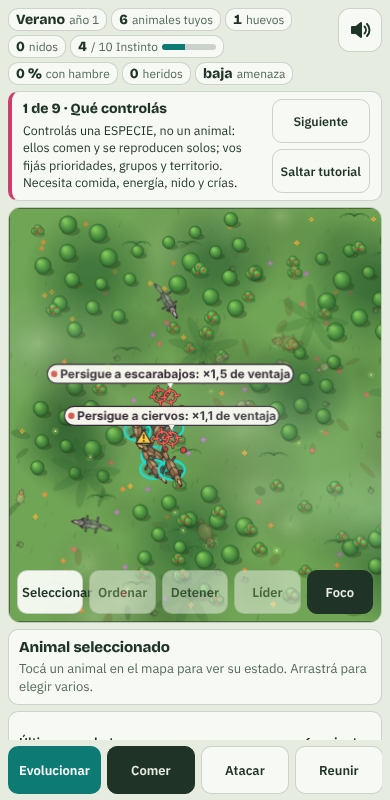 Verano año 1 6 animales tuyos 1 huevos
0 nidos 4 / 10 Instinto
0 % con hambre 0 heridos baja amenaza
1 de 9 · Qué controlás
Controlás una ESPECIE, no un animal:
ellos comen y se reproducen solos; vos
fijás prioridades, grupos y territorio.
Necesita comida, energía, nido y crías.
Siguiente
Saltar tutorial
Persigue a escarabajos: ×1,5 de ventaja
Persigue a ciervos: ×1,1 de ventaja
Seleccionar Ordenar Detener Líder Foco
Animal seleccionado
Tocá un animal en el mapa para ver su estado. Arrastrá para
elegir varios.
Evolucionar Comer Atacar Reunir